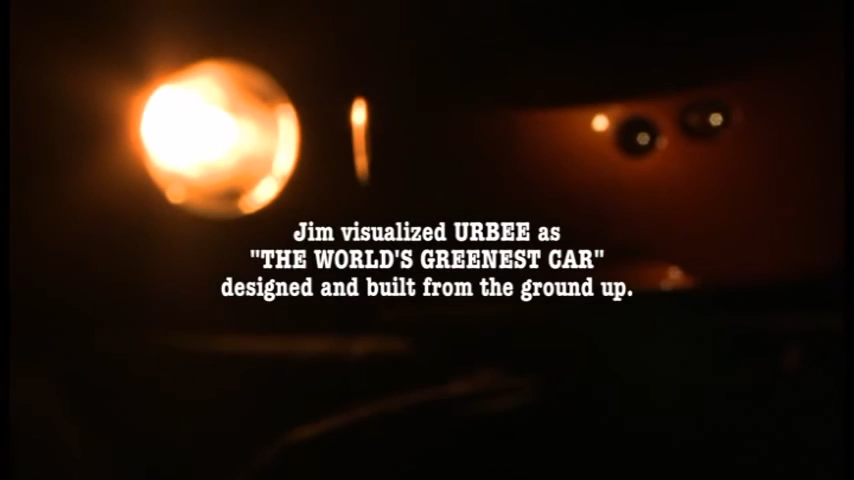 Jim visualized URBEE as
"THE WORLD'S GREENEST CAR"
designed and built from the ground up.